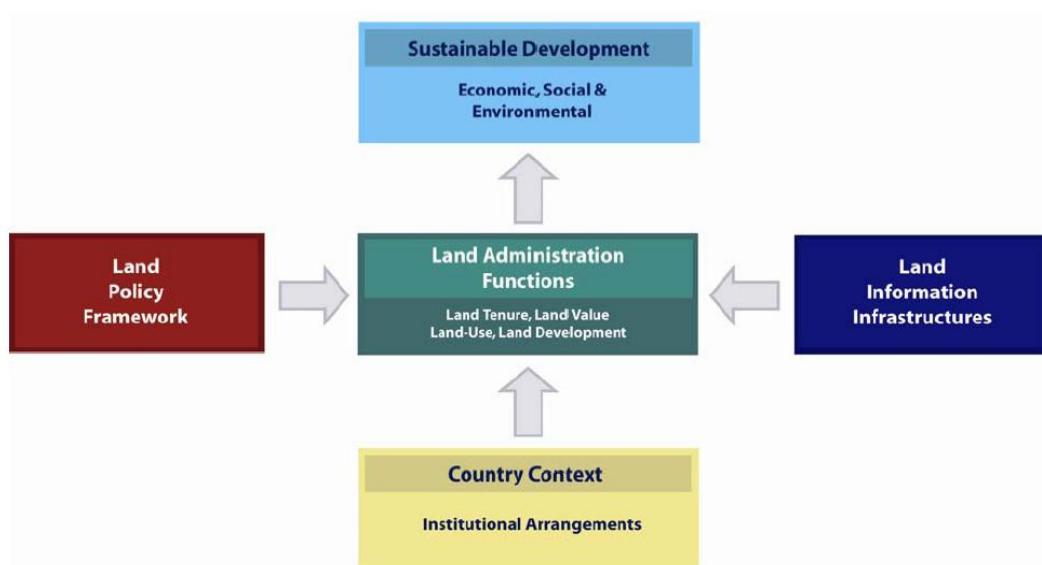 Sustainable Development
Economic, Social &
Environmental
Land
Policy
Framework
Land Administration
Functions
Land Tenure, Land Value
Land-Use, Land Development
Land
Information
Infrastructures
Country Context
Institutional Arrangements